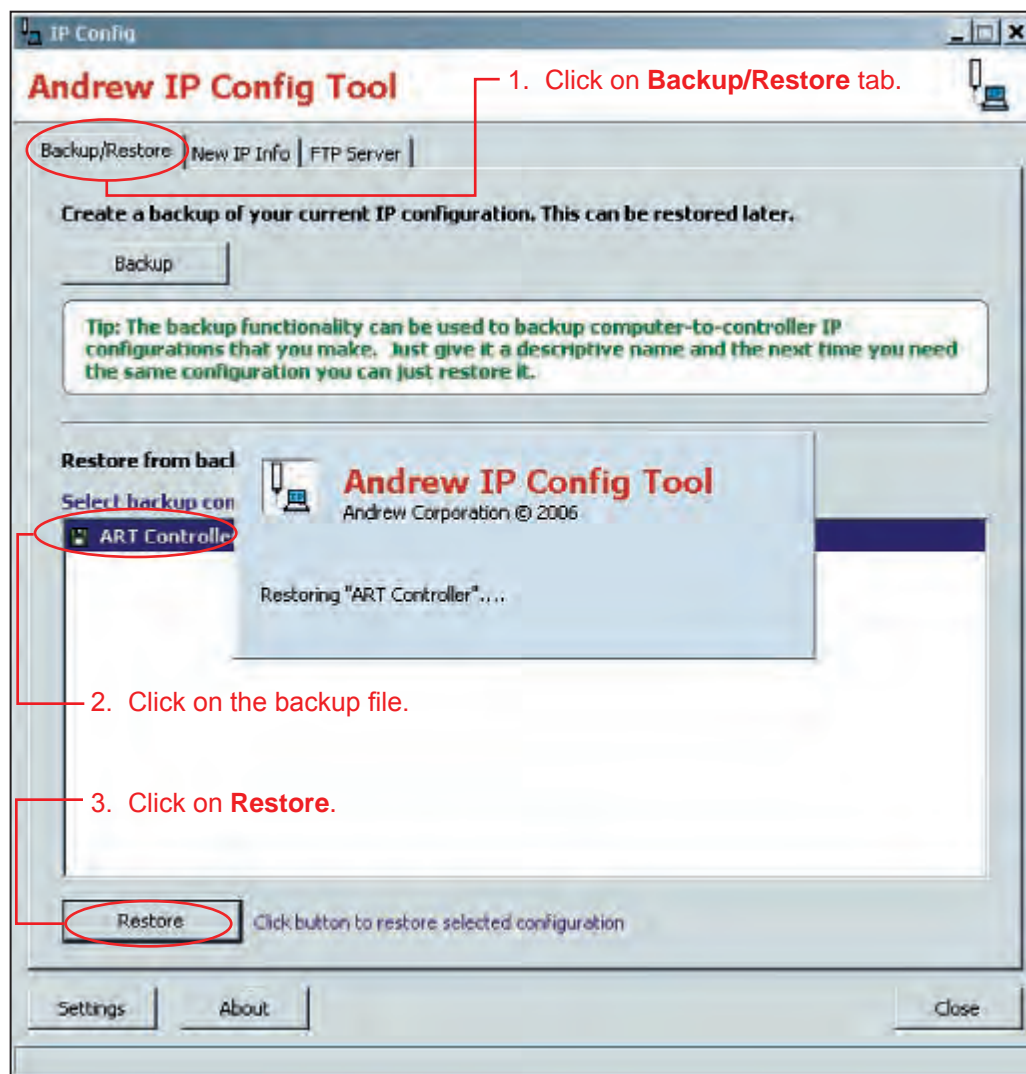 IP Config
Andrew IP Config Tool
1. Click on Backup/Restore tab.
Backup/Restore New IP Info FTP Server
Create a backup of your current IP configuration. This can be restored later.
Backup
Tip: The backup functionality can be used to backup computer-to-controller IP
configurations that you make. Just give it a descriptive name and the next time you need
the same configuration you can just restore it.
Restore from
Select backup
Andrew IP Config Tool
Andrew Corporation © 2006
ART Controlle
Restoring "ART Controller"....
2. Click on the backup file.
3. Click on Restore.
Restore Click button to restore selected configuration
Settings About Close